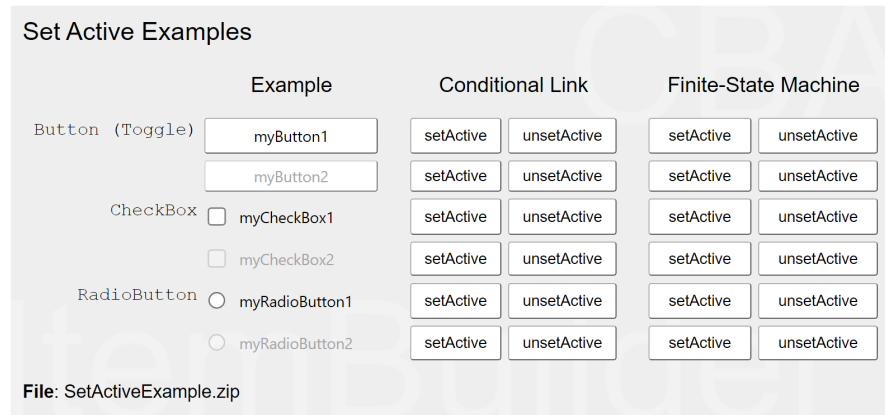 Set Active Examples
Example Conditional Link Finite-State Machine
Button (Toggle) myButton1 setActive unsetActive setActive unsetActive
myButton2 setActive unsetActive setActive unsetActive
CheckBox myCheckBox1 setActive unsetActive setActive unsetActive
myCheckBox2 setActive unsetActive setActive unsetActive
RadioButton myRadioButton1 setActive unsetActive setActive unsetActive
myRadioButton2 setActive unsetActive setActive unsetActive
File: SetActiveExample.zip
CBA
ItemBuilder